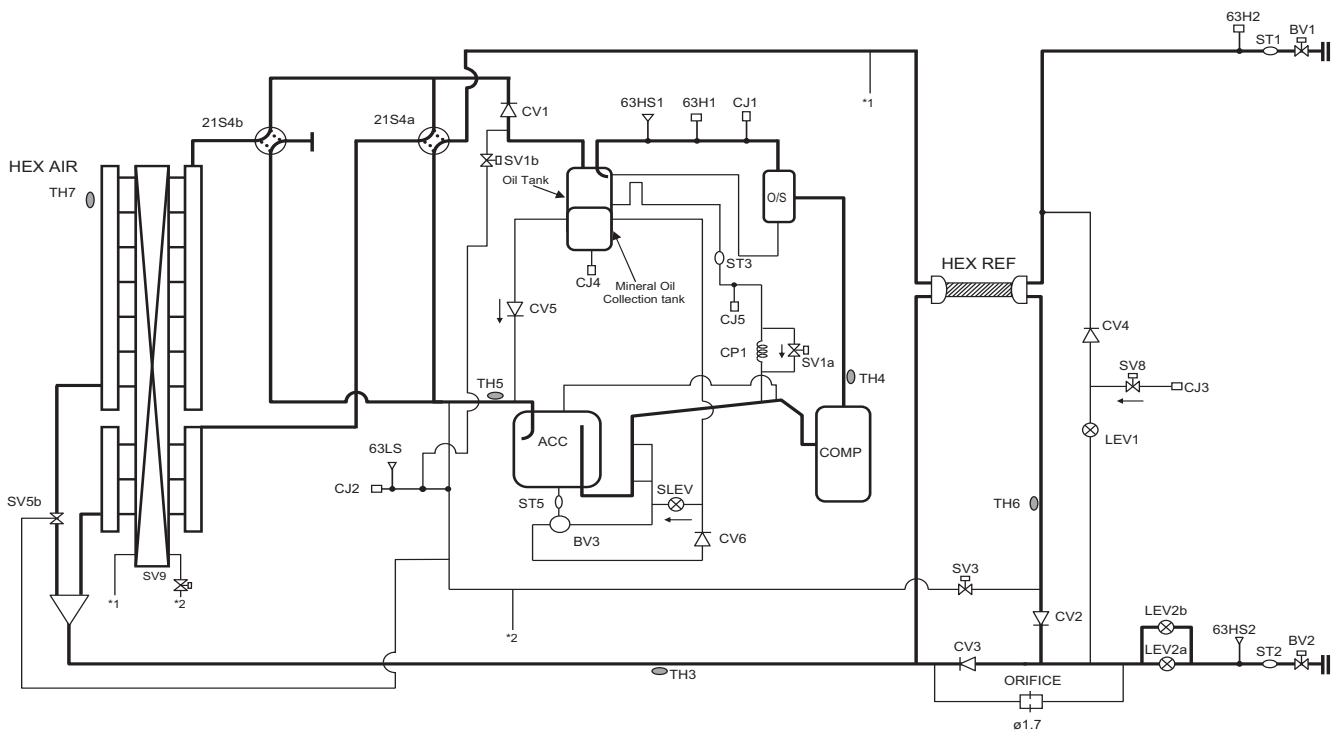 63H2
BV1
ST1
*1
CV1
63HS1
63H1
CJ1
21S4b
21S4a
SV1b
HEX AIR
TH7
Oil Tank
O/S
ST3
CJ4
Mineral Oil
Collection tank
HEX REF
CV5
CJ5
CV4
CP1
SV1a
SV8
CJ3
TH5
TH4
LEV1
ACC
COMP
63LS
CJ2
SV5b
ST5
SLEV
TH6
BV3
CV6
SV9
*1
*2
SV3
*2
CV2
LEV2b
63HS2
BV2
CV3
LEV2a
ST2
TH3
ORIFICE
ø1.7